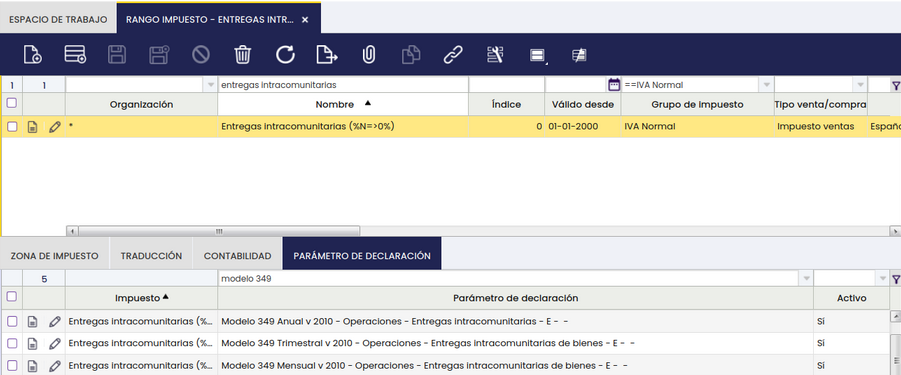 ESPACIO DE TRABAJO RANGO IMPUESTO - ENTREGAS INTR... ×
1 1 entregas intracomunitarias ==IVA Normal
Organización Nombre Índice Válido desde Grupo de impuesto Tipo venta/compra
* Entregas intracomunitarias (%N=>0%) 0 01-01-2000 IVA Normal Impuesto ventas Españo
ZONA DE IMPUESTO TRADUCCIÓN CONTABILIDAD PARÁMETRO DE DECLARACIÓN
5 modelo 349
Impuesto Parámetro de declaración Activo
Entregas intracomunitarias (%... Modelo 349 Anual v 2010 - Operaciones - Entregas intracomunitarias - E - - Sí
Entregas intracomunitarias (%... Modelo 349 Trimestral v 2010 - Operaciones - Entregas intracomunitarias de bienes - E - - Sí
Entregas intracomunitarias (%... Modelo 349 Mensual v 2010 - Operaciones - Entregas intracomunitarias de bienes - E - - Sí